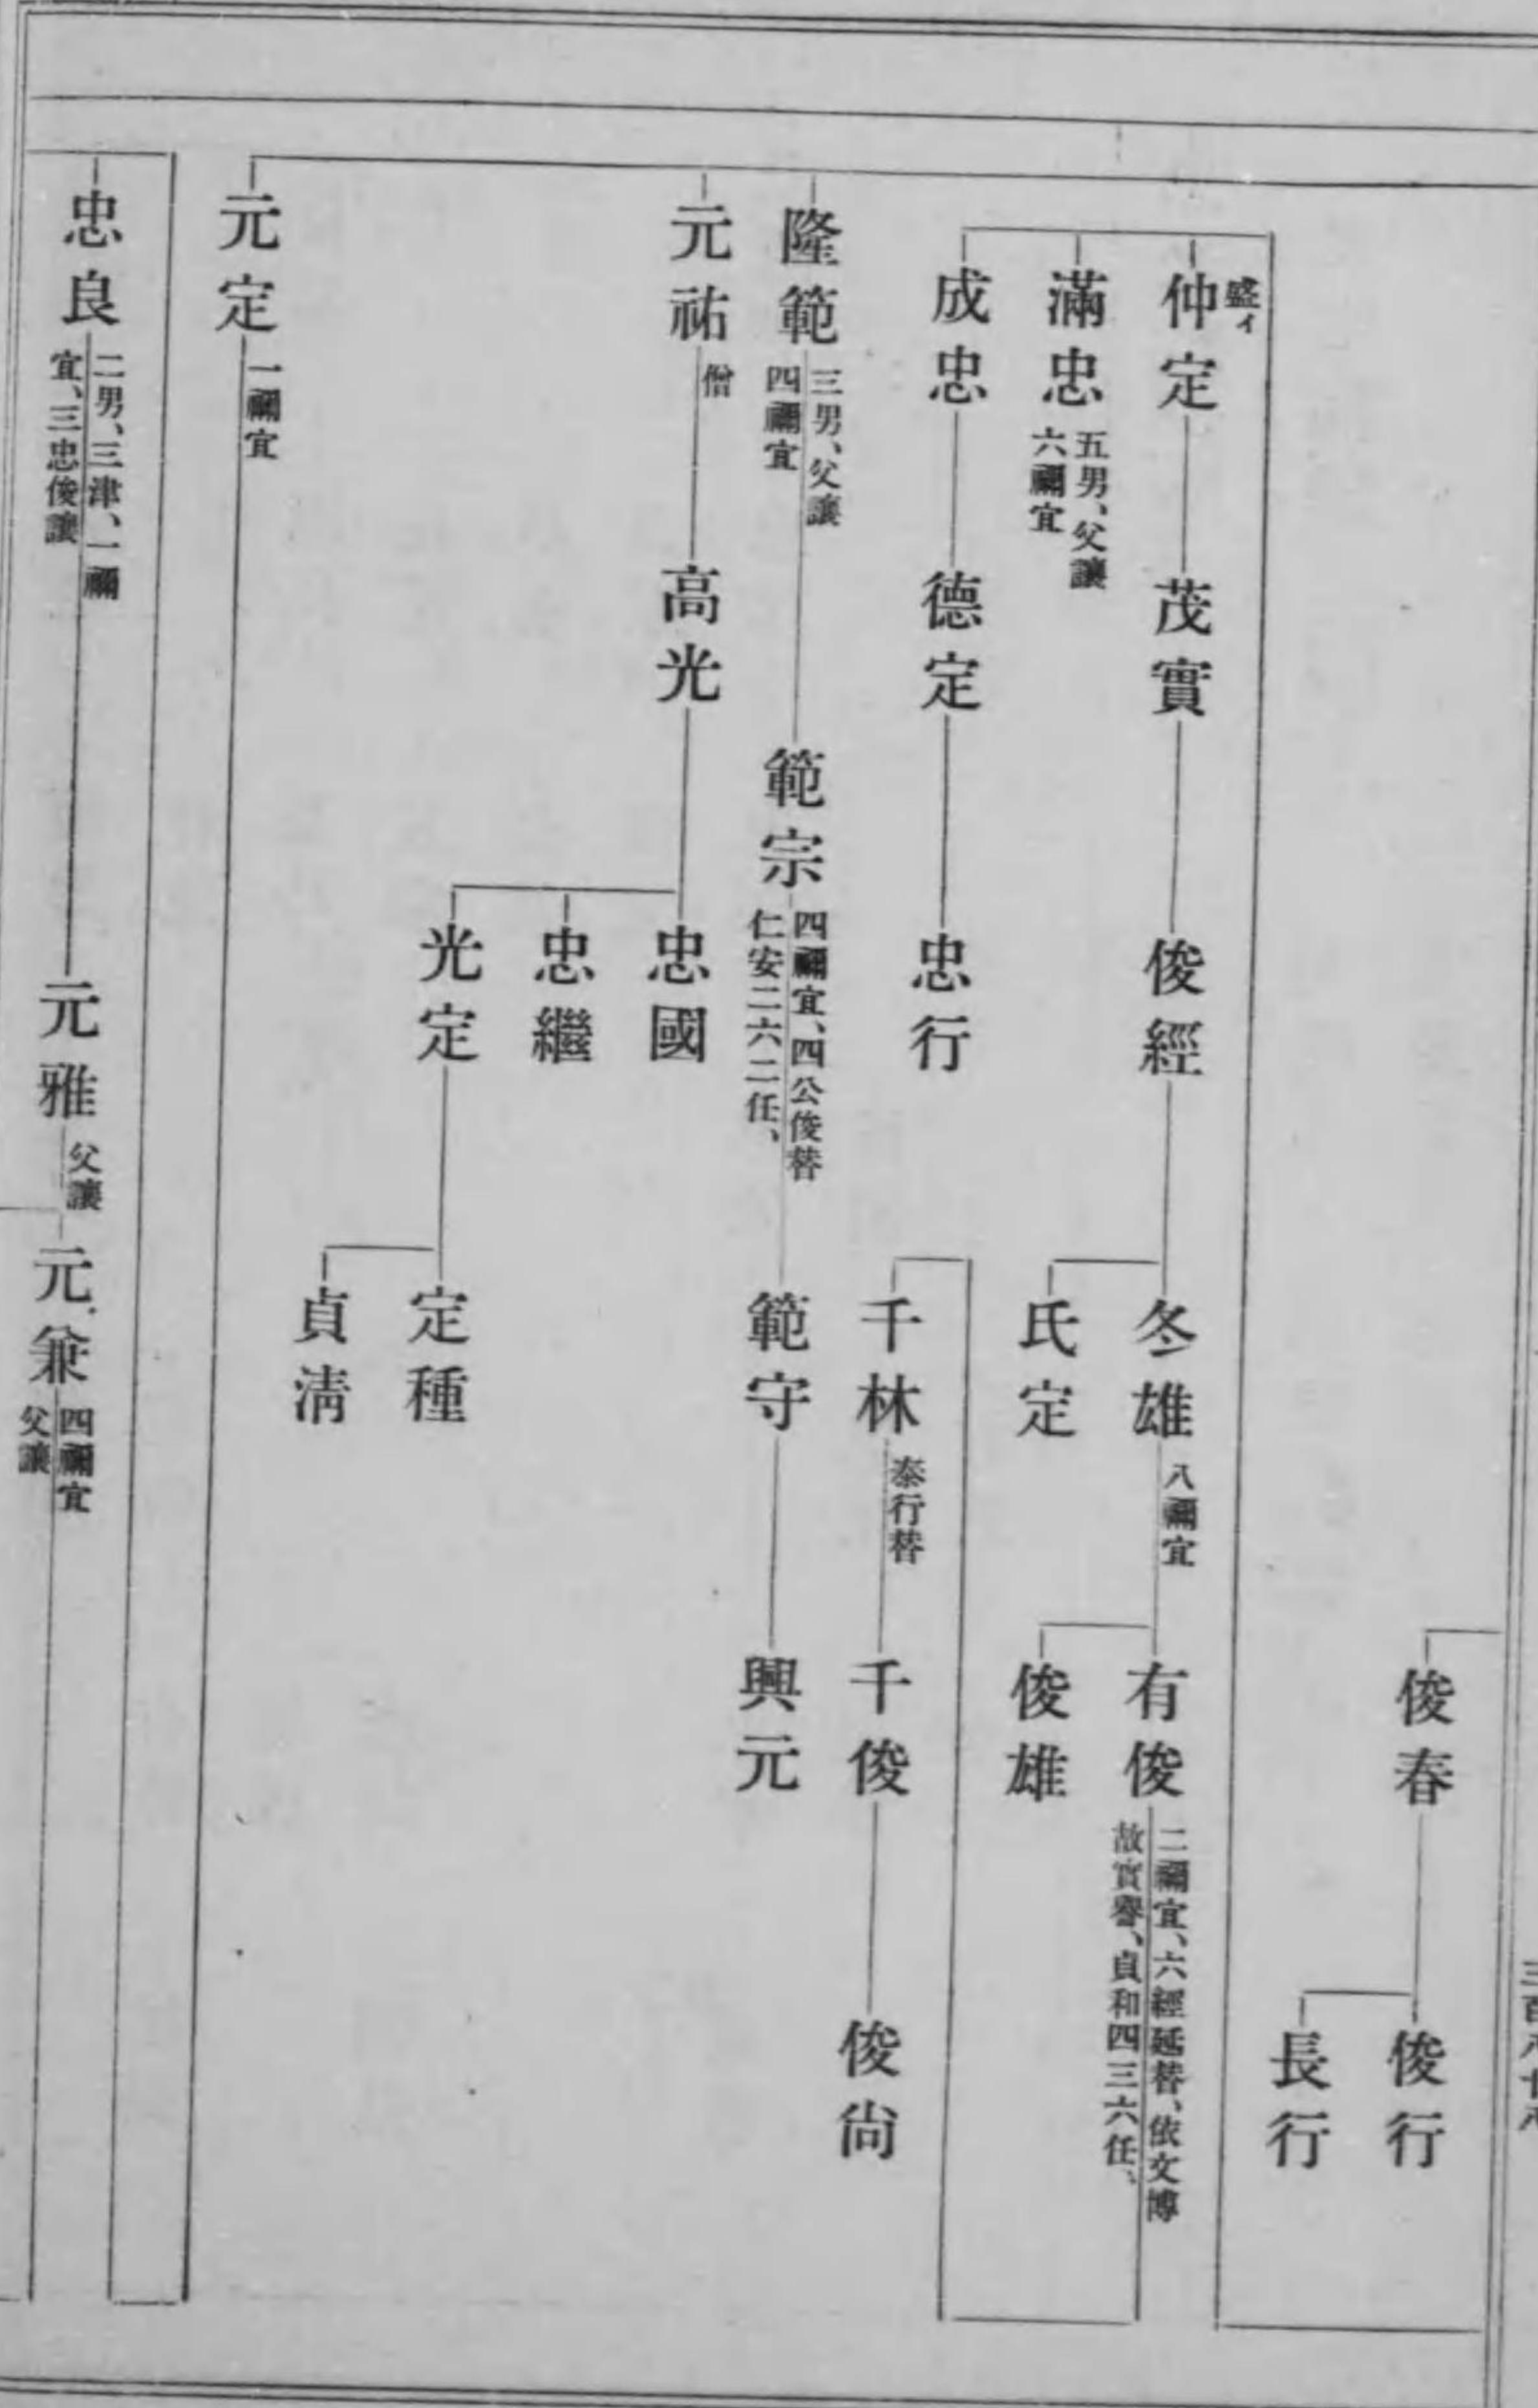 俊春
俊行
長行
仲定
盛イ
茂實
俊經
冬雄
八禰宜
有俊
二禰宜、六經延替、依文博
故實譽、貞和四三六任、
俊雄
氏定
滿忠
五男、父讓
六禰宜
成忠
德定
忠行
千林
泰行替
千俊
俊尙
隆範
三男、父讓
四禰宜
範宗
四禰宜、四公俊替
仁安二六二任、
範守
興元
元祐
僧
高光
忠國
忠繼
光定
定種
貞淸
元定
一禰宜
忠良
二男、三津、一禰
宜、三忠俊讓
元雅
父讓
元兼
四禰宜
父讓